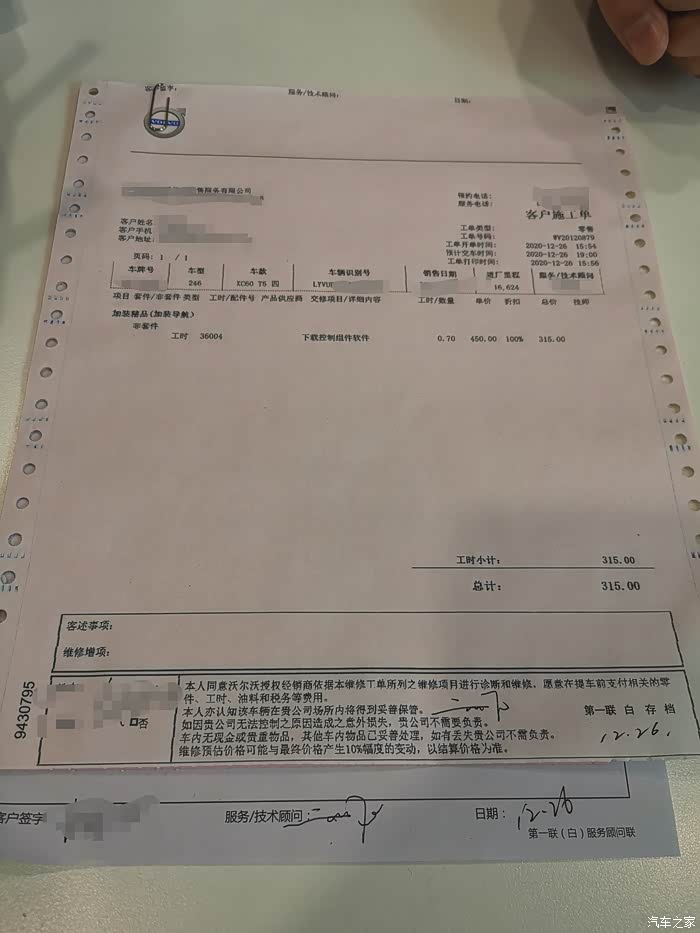 客户签字: 服务/技术顾问: 日期:
VOLVO
售服务有限公司
预约电话:
服务电话:
客户施工单
客户姓名
客户手机
客户地址:
工单类型: 零售
工单号码: WV20120879
工单开单时间: 2020-12-26 15:54
预计交车时间: 2020-12-26 19:00
工单打印时间: 2020-12-26 15:56
页码: 1 / 1
车牌号 车型 车款 车辆识别号 销售日期 进厂里程 服务/技术顾问
246 XC60 T5 四 LYVU 16,624
项目 套件/非套件 类型 工时/配件号 产品供应商 交修项目/详细内容 工时/数量 单价 折扣 总价 技师
加装精品(加装导航)
非套件
工时 36004 下载控制组件软件 0.70 450.00 100% 315.00
工时小计: 315.00
总计: 315.00
客述事项:
维修增项:
口否
本人同意沃尔沃授权经销商依据本维修工单所列之维修项目进行诊断和维修，愿意在提车前支付相关的零
件、工时、油料和税务等费用。
本人亦认知该车辆在贵公司场所内将得到妥善保管。
如因贵公司无法控制之原因造成之意外损失，贵公司不需要负责。
车内无现金或贵重物品，其他车内物品已妥善处理，如有丢失贵公司不需负责。
维修预估价格可能与最终价格产生10%幅度的变动，以结算价格为准。
第一联 白 存 档
12.26.
9430795
客户签字 服务/技术顾问: 日期: 12-26
第一联（白）服务顾问联
汽车之家